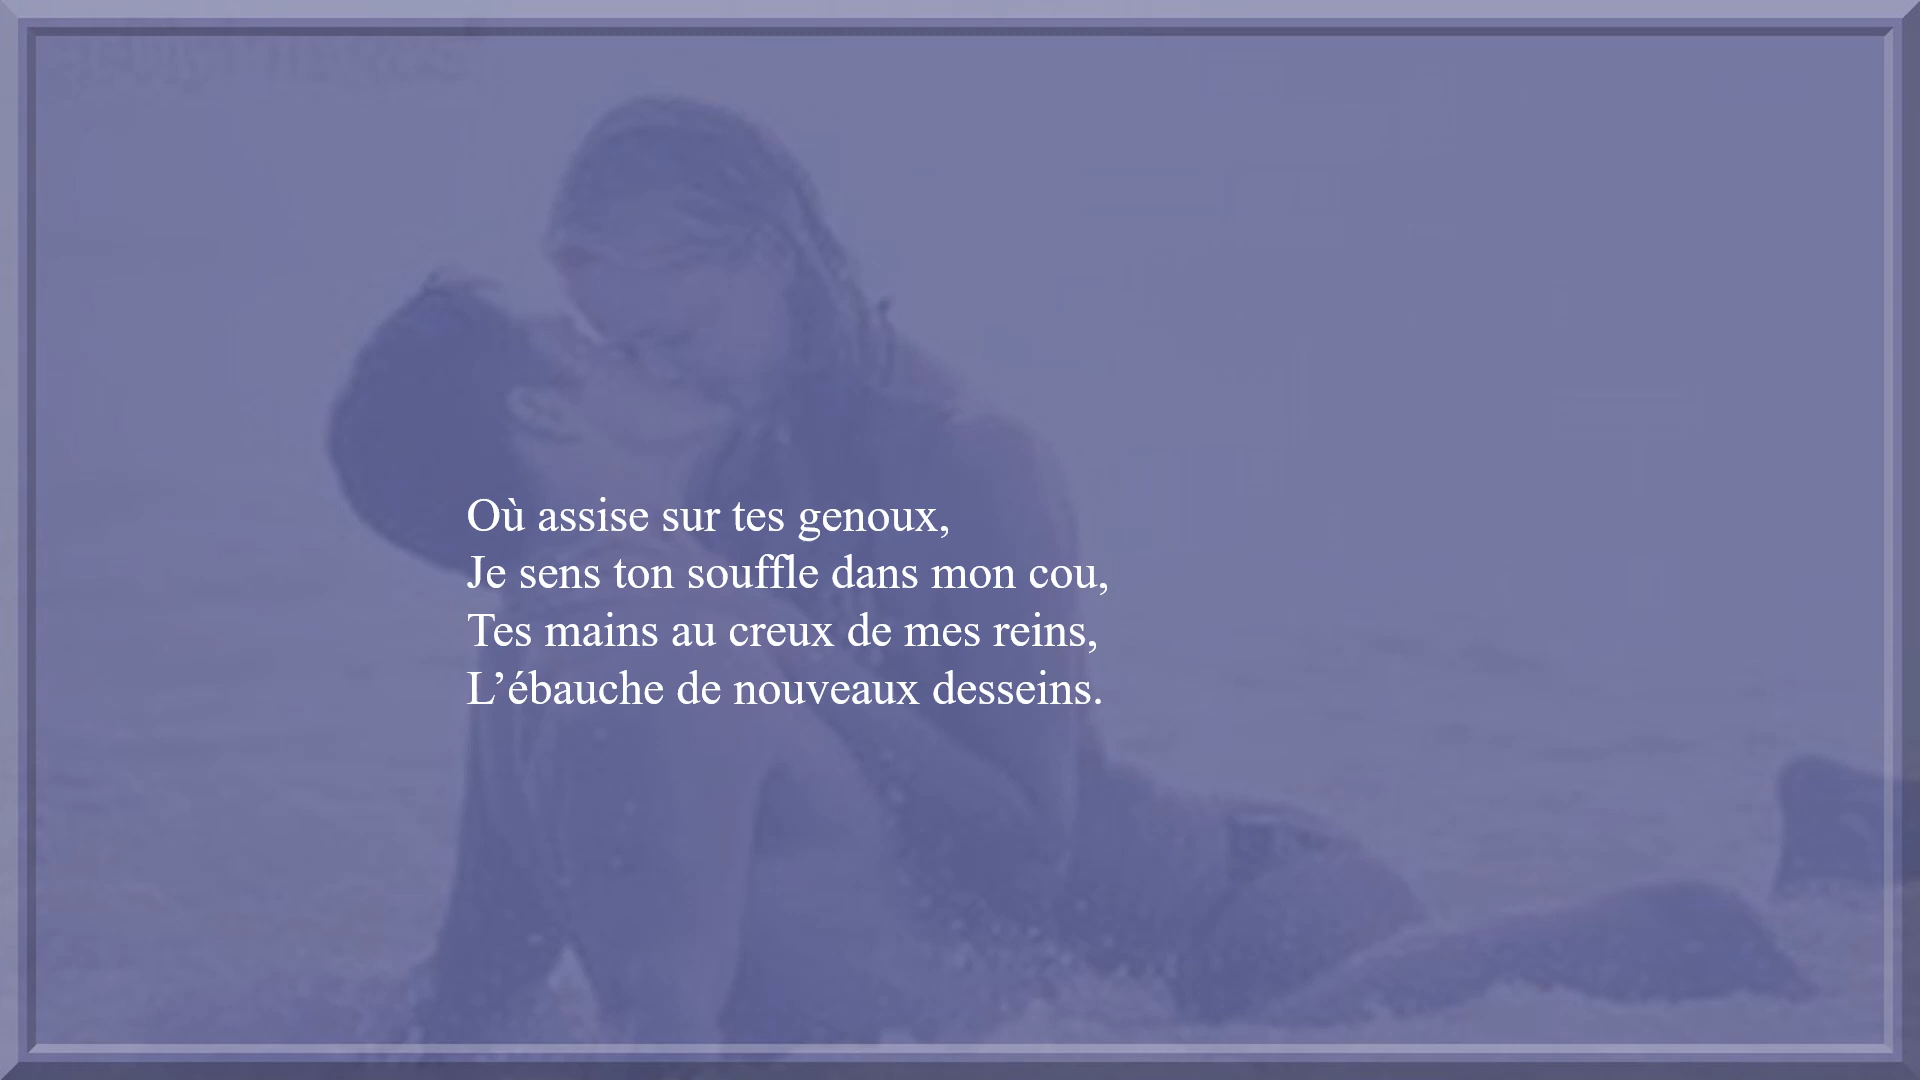 Où assise sur tes genoux,
Je sens ton souffle dans mon cou,
Tes mains au creux de mes reins,
L’ébauche de nouveaux desseins.